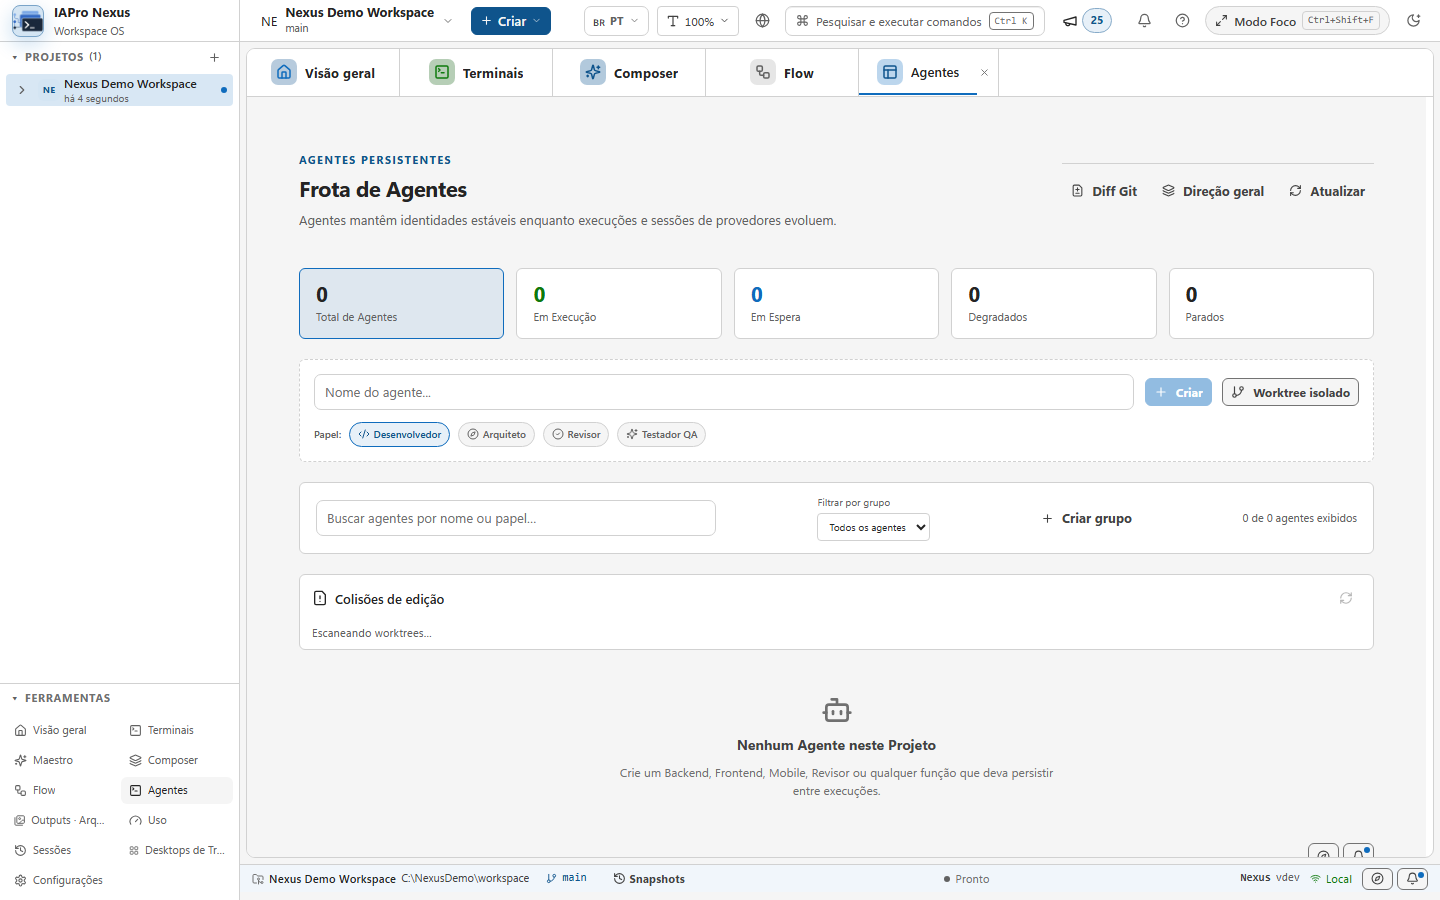 IAPro Nexus
Workspace OS
PROJETOS (1)
NE Nexus Demo Workspace
há 4 segundos
NE Nexus Demo Workspace
main
Criar
BR PT
100%
Pesquisar e executar comandos Ctrl K
25
Modo Foco Ctrl+Shift+F
Visão geral
Terminais
Composer
Flow
Agentes
AGENTES PERSISTENTES
Frota de Agentes
Agentes mantêm identidades estáveis enquanto execuções e sessões de provedores evoluem.
Diff Git
Direção geral
Atualizar
0
Total de Agentes
0
Em Execução
0
Em Espera
0
Degradados
0
Parados
Nome do agente...
Criar
Worktree isolado
Papel: Desenvolvedor Arquiteto Revisor Testador QA
Buscar agentes por nome ou papel...
Filtrar por grupo
Todos os agentes
Criar grupo
0 de 0 agentes exibidos
Colisões de edição
Escaneando worktrees...
Nenhum Agente neste Projeto
Crie um Backend, Frontend, Mobile, Revisor ou qualquer função que deva persistir
entre execuções.
FERRAMENTAS
Visão geral
Terminais
Maestro
Composer
Flow
Agentes
Outputs · Arq...
Uso
Sessões
Desktops de Tr...
Configurações
Nexus Demo Workspace C:\NexusDemo\workspace
main
Snapshots
Pronto
Nexus vdev
Local